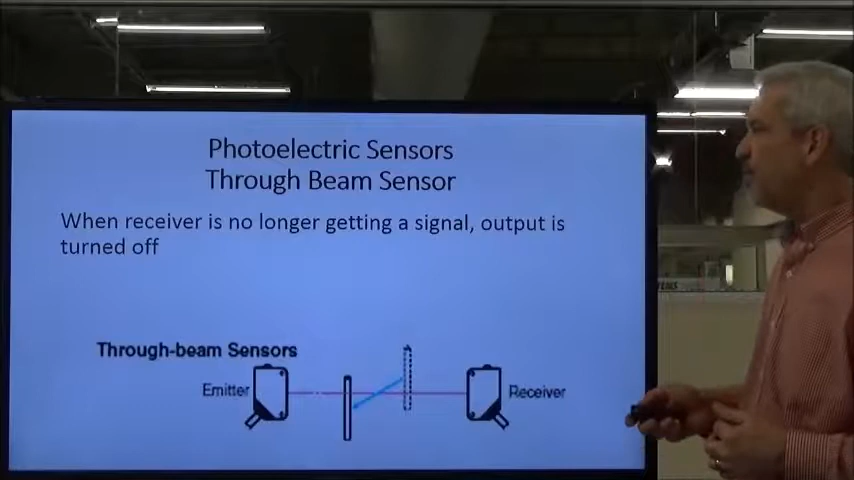 Photoelectric Sensors
Through Beam Sensor
When receiver is no longer getting a signal, output is
turned off
Through-beam Sensors
Emitter
Receiver